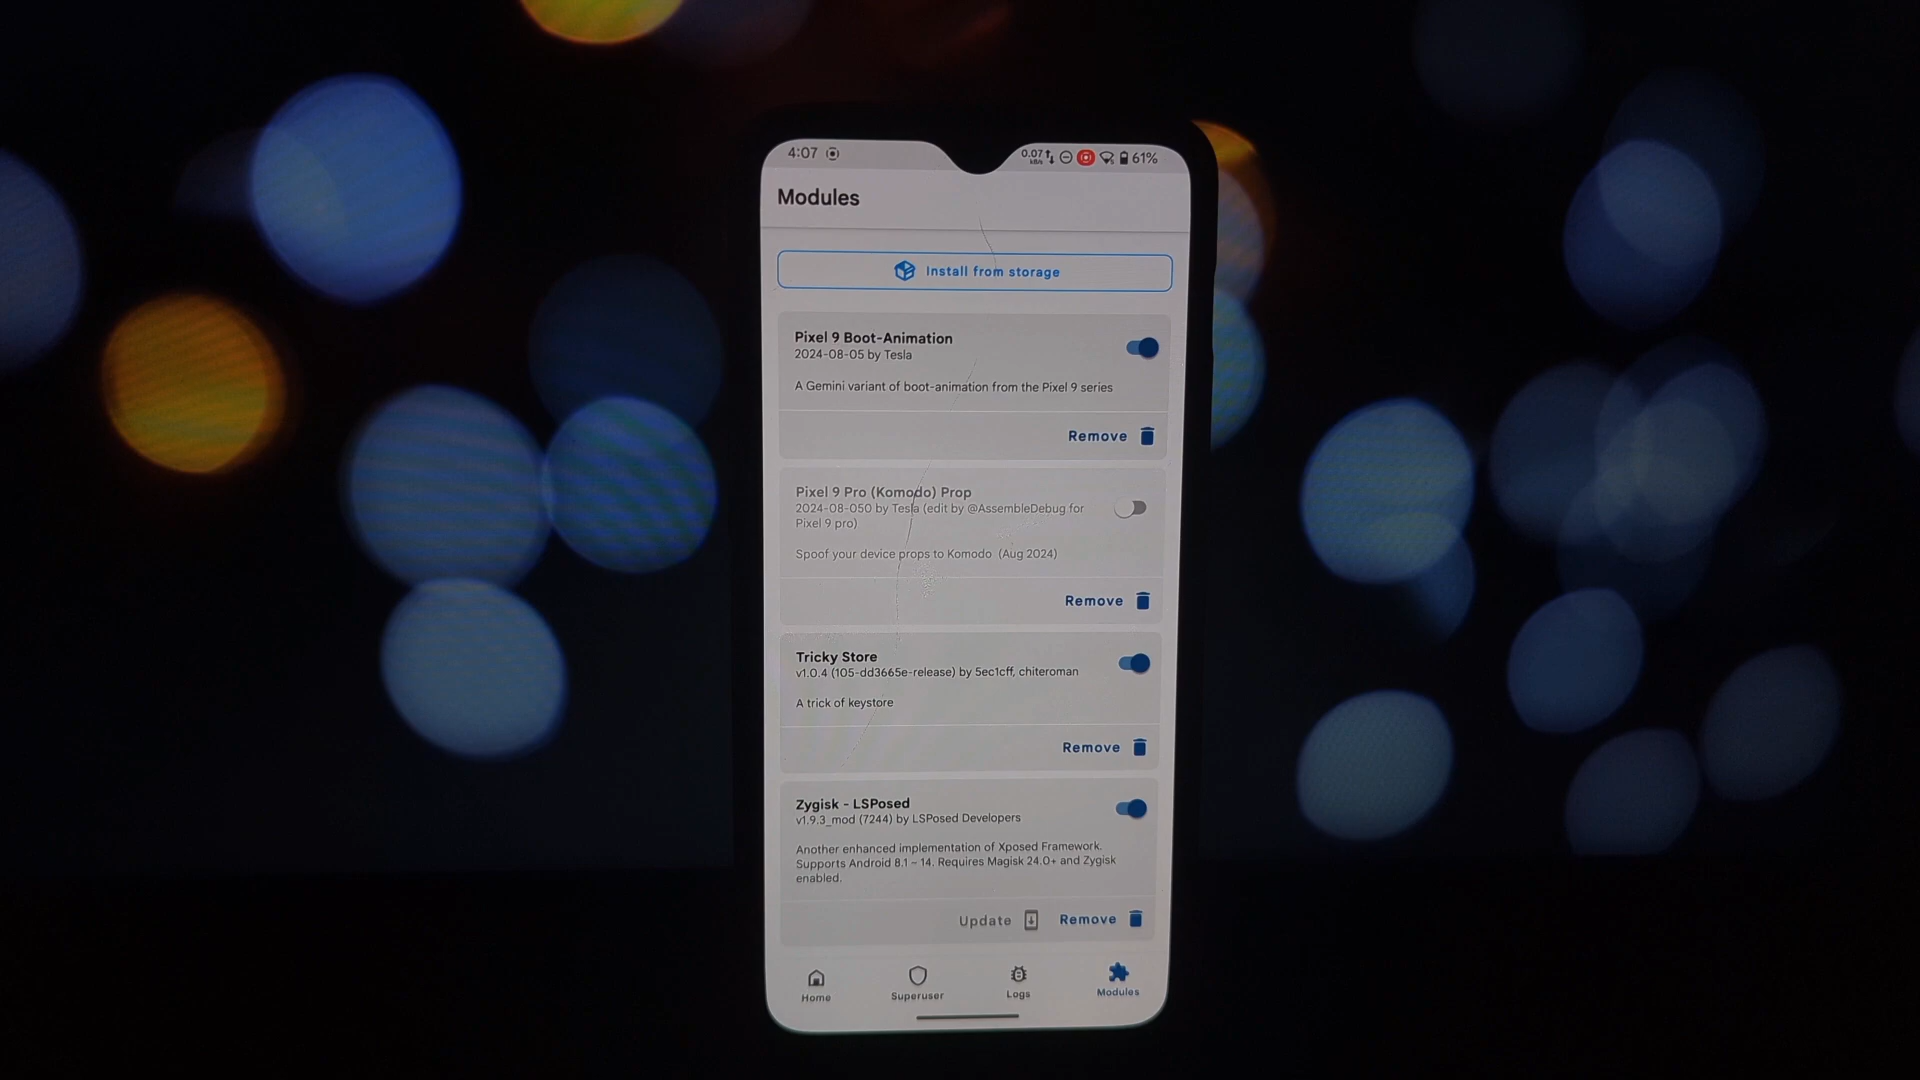 4:07
0.07
kB/s
61%
Modules
Install from storage
Pixel 9 Boot-Animation
2024-08-05 by Tesla
A Gemini variant of boot-animation from the Pixel 9 series
Remove
Pixel 9 Pro (Komodo) Prop
2024-08-050 by Tesla (edit by @AssembleDebug for
Pixel 9 pro)
Spoof your device props to Komodo (Aug 2024)
Remove
Tricky Store
v1.0.4 (105-dd3665e-release) by 5ec1cff, chiteroman
A trick of keystore
Remove
Zygisk - LSPosed
v1.9.3_mod (7244) by LSPosed Developers
Another enhanced implementation of Xposed Framework.
Supports Android 8.1 ~ 14. Requires Magisk 24.0+ and Zygisk
enabled.
Update Remove
Home Superuser Logs Modules